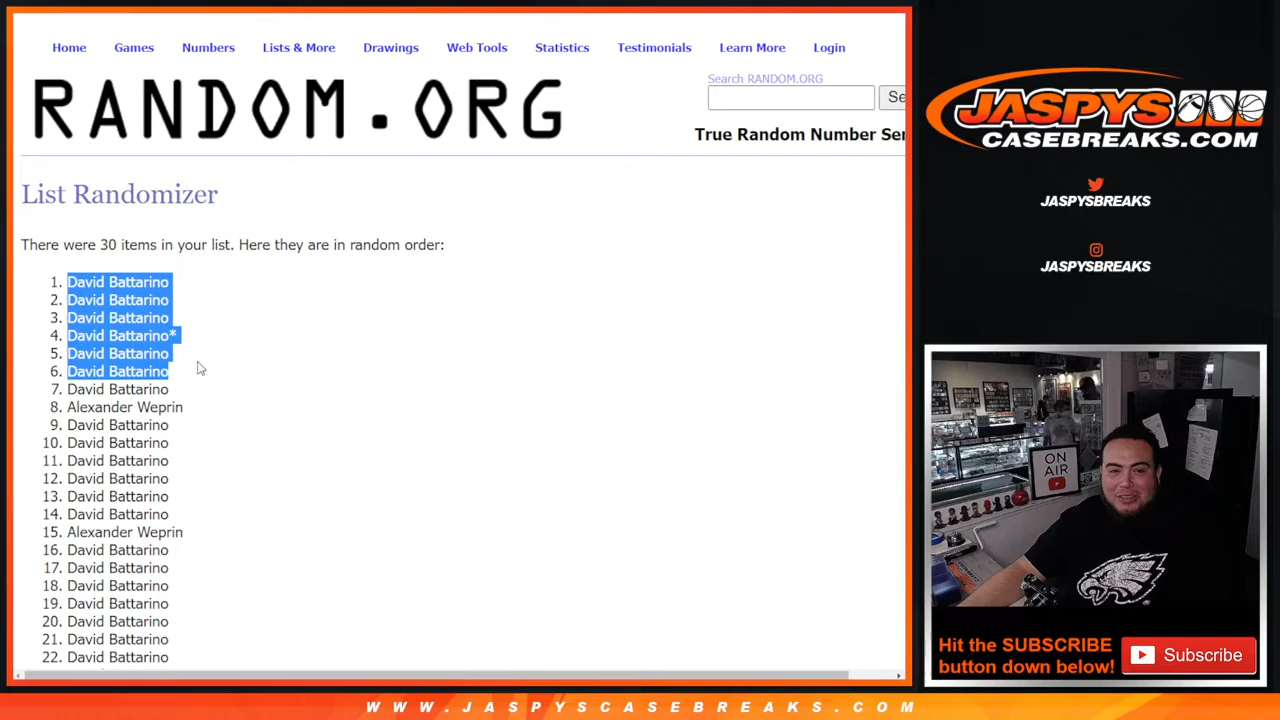 Home Games Numbers Lists & More Drawings Web Tools Statistics Testimonials Learn More Login
Search RANDOM.ORG
RANDOM.ORG
Se
True Random Number Ser
List Randomizer
There were 30 items in your list. Here they are in random order:
1. David Battarino
2. David Battarino
3. David Battarino
4. David Battarino*
5. David Battarino
6. David Battarino
7. David Battarino
8. Alexander Weprin
9. David Battarino
10. David Battarino
11. David Battarino
12. David Battarino
13. David Battarino
14. David Battarino
15. Alexander Weprin
16. David Battarino
17. David Battarino
18. David Battarino
19. David Battarino
20. David Battarino
21. David Battarino
22. David Battarino
JASPYS
CASEBREAKS.COM
JASPYSBREAKS
JASPYSBREAKS
ON
AIR
Hit the SUBSCRIBE
button down below!
Subscribe
WWW.JASPYSCASEBREAKS.COM